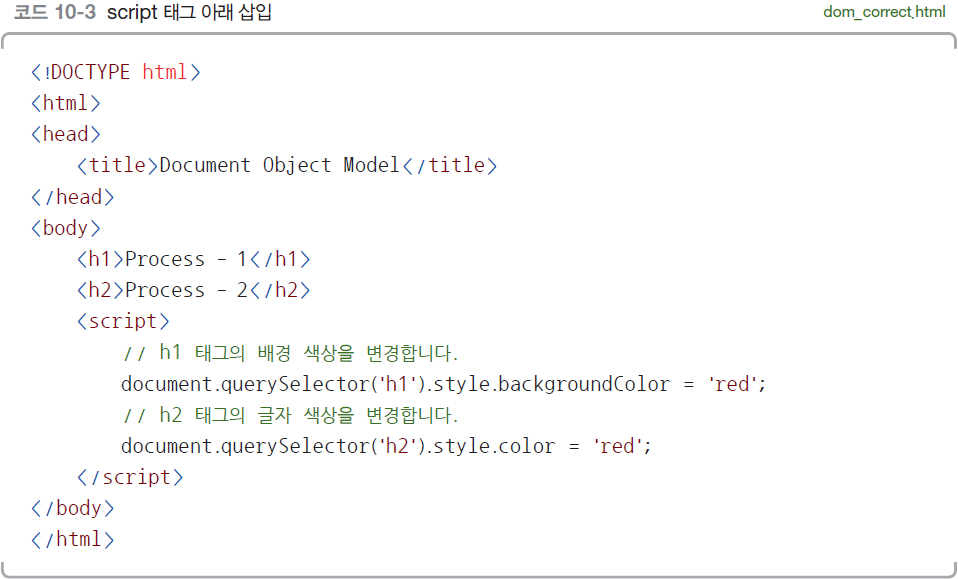 코드 10-3 script 태그 아래 삽입
dom_correct.html
<!DOCTYPE html>
<html>
<head>
    <title>Document Object Model</title>
</head>
<body>
    <h1>Process - 1</h1>
    <h2>Process - 2</h2>
    <script>
        // h1 태그의 배경 색상을 변경합니다.
        document.querySelector('h1').style.backgroundColor = 'red';
        // h2 태그의 글자 색상을 변경합니다.
        document.querySelector('h2').style.color = 'red';
    </script>
</body>
</html>